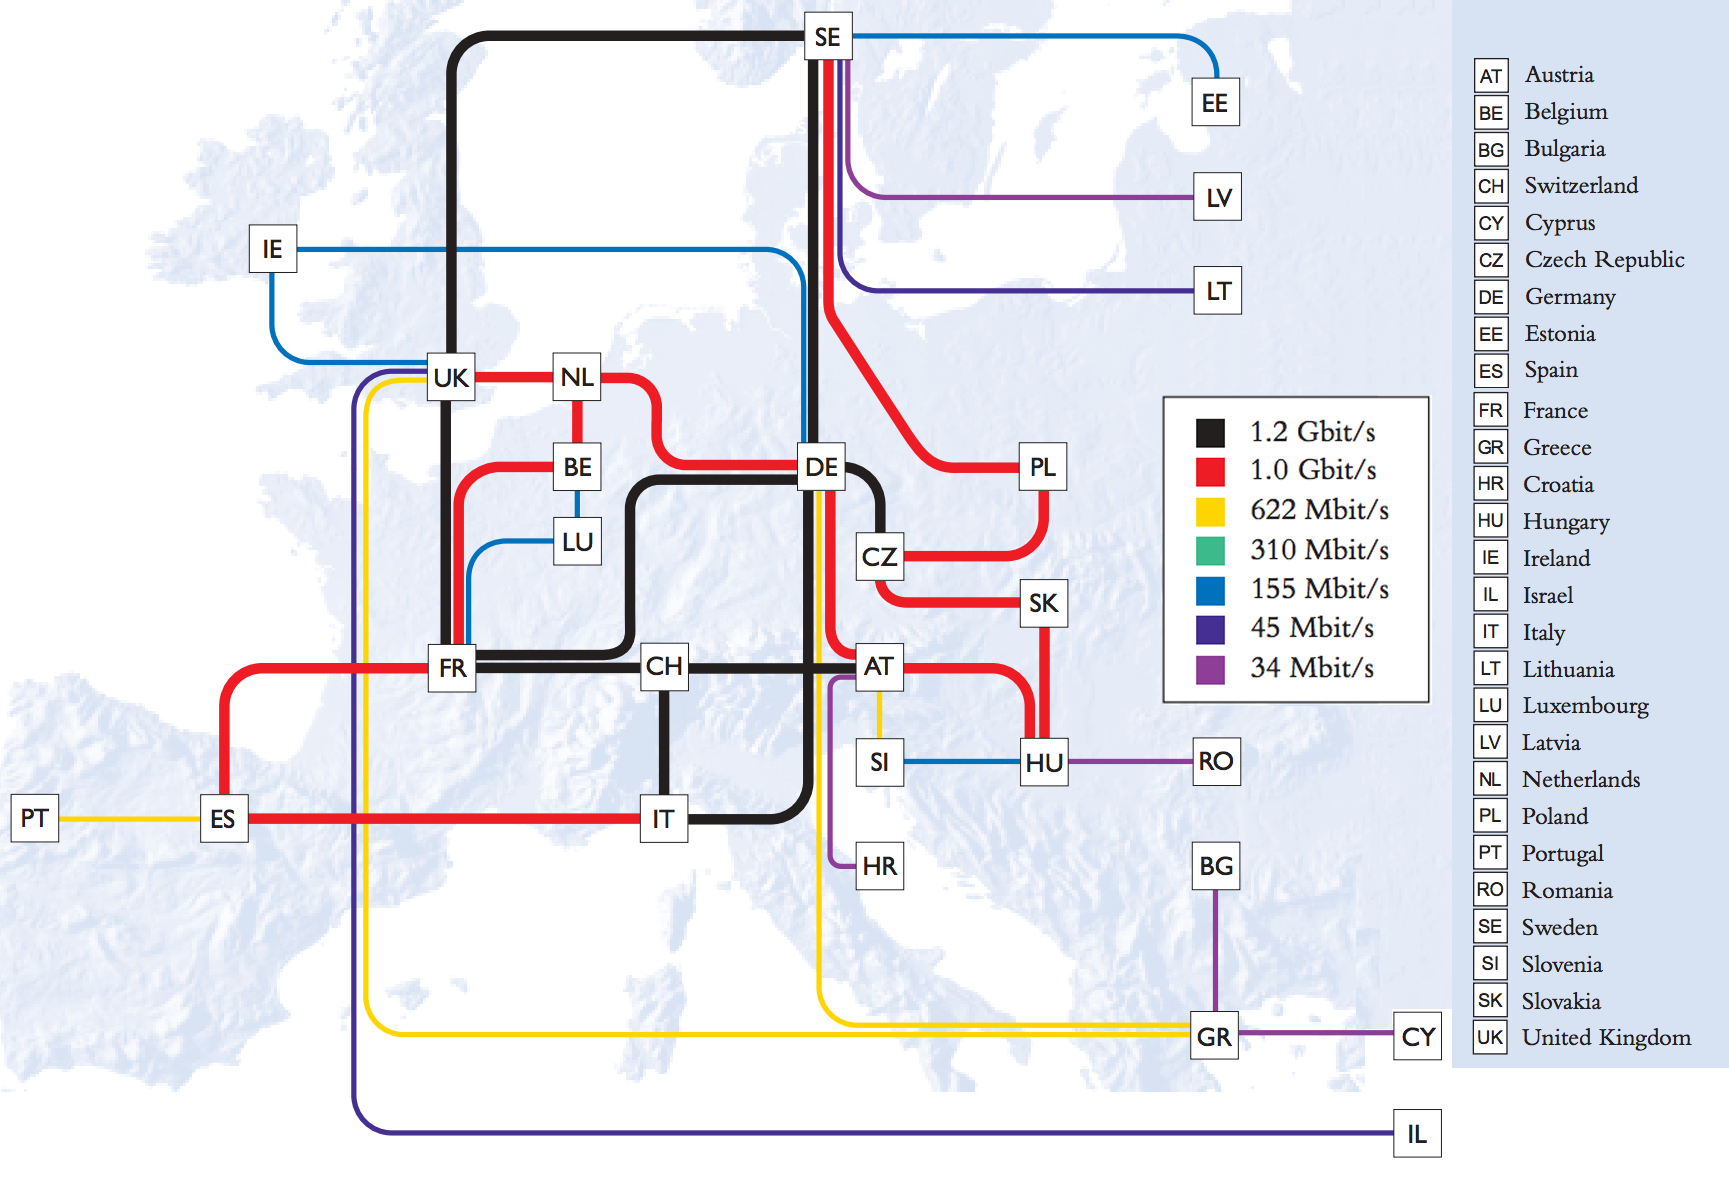 SE
EE
LV
IE
LT
UK
NL
BE
DE
PL
LU
CZ
SK
FR
CH
AT
SI
HU
RO
PT
ES
IT
HR
BG
GR
CY
IL
1.2 Gbit/s
1.0 Gbit/s
622 Mbit/s
310 Mbit/s
155 Mbit/s
45 Mbit/s
34 Mbit/s
AT Austria
BE Belgium
BG Bulgaria
CH Switzerland
CY Cyprus
CZ Czech Republic
DE Germany
EE Estonia
ES Spain
FR France
GR Greece
HR Croatia
HU Hungary
IE Ireland
IL Israel
IT Italy
LT Lithuania
LU Luxembourg
LV Latvia
NL Netherlands
PL Poland
PT Portugal
RO Romania
SE Sweden
SI Slovenia
SK Slovakia
UK United Kingdom